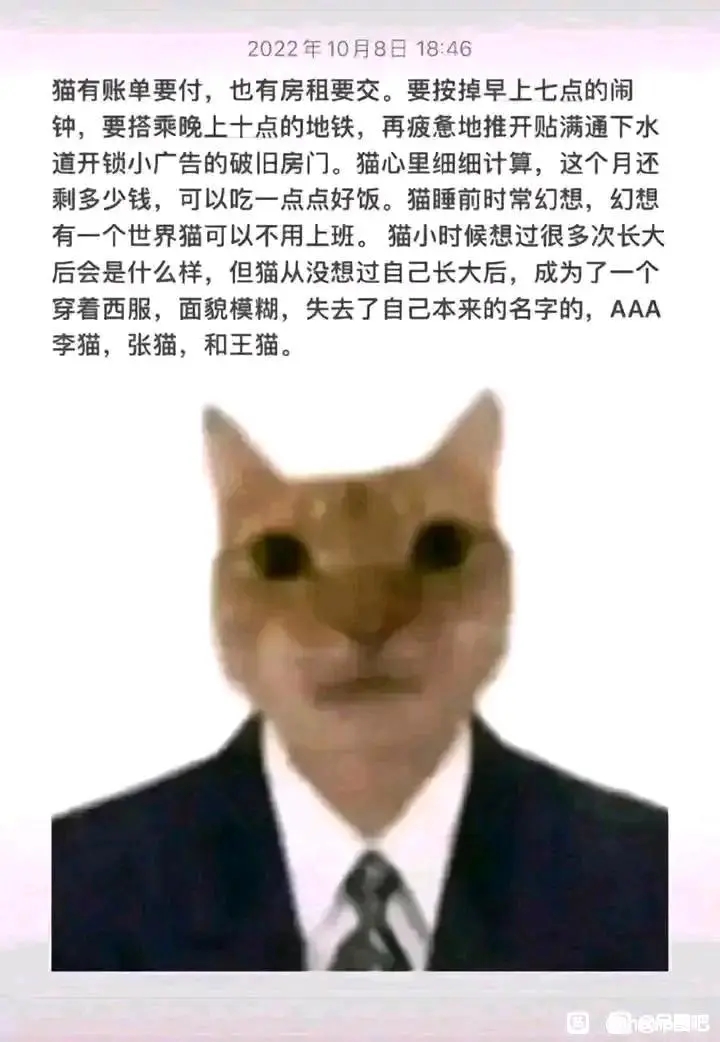 2022年10月8日 18:46
猫有账单要付，也有房租要交。要按掉早上七点的闹
钟，要搭乘晚上十点的地铁，再疲惫地推开贴满通下水
道开锁小广告的破旧房门。猫心里细细计算，这个月还
剩多少钱，可以吃一点点好饭。猫睡前时常幻想，幻想
有一个世界猫可以不用上班。 猫小时候想过很多次长大
后会是什么样，但猫从没想过自己长大后，成为了一个
穿着西服，面貌模糊，失去了自己本来的名字的，AAA
李猫，张猫，和王猫。